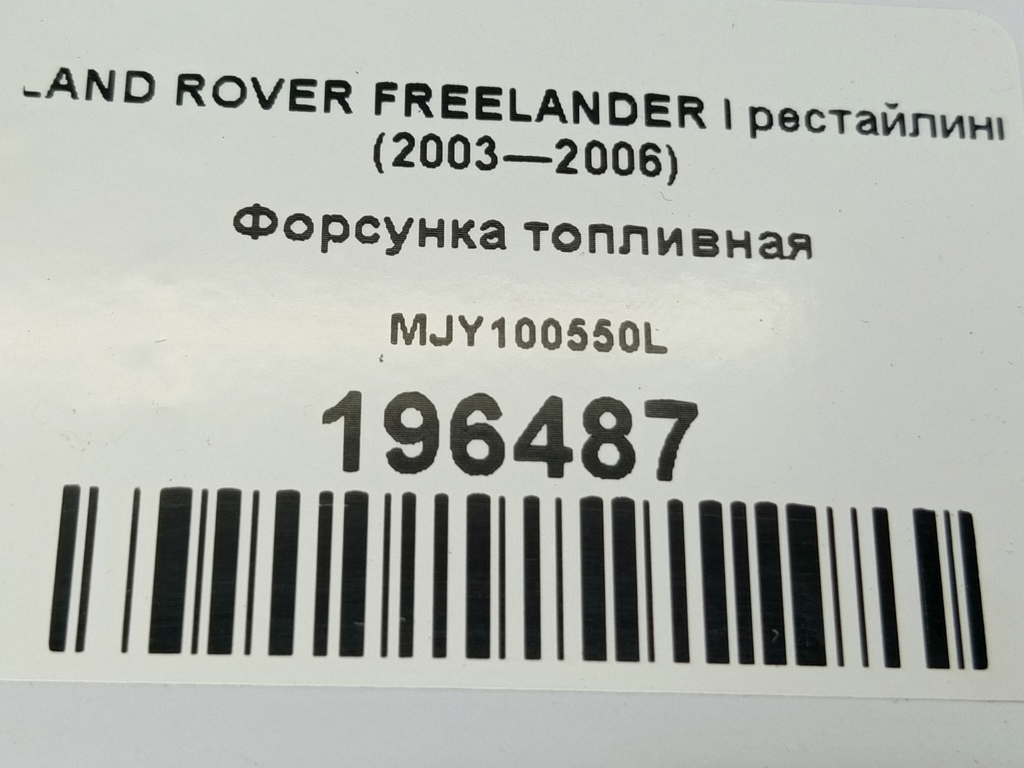 LAND ROVER FREELANDER I рестайлинг
(2003—2006)
Форсунка топливная
MJY100550L
196487